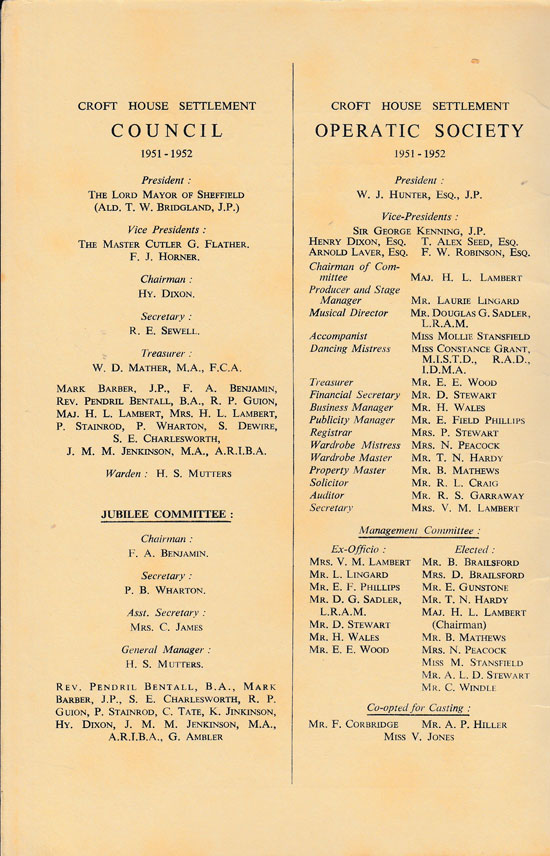 CROFT HOUSE SETTLEMENT
COUNCIL
1951 - 1952
President :
THE LORD MAYOR OF SHEFFIELD
(ALD. T. W. BRIDGLAND, J.P.)
Vice Presidents :
THE MASTER CUTLER G. FLATHER.
F. J. HORNER.
Chairman :
HY. DIXON.
Secretary :
R. E. SEWELL.
Treasurer :
W. D. MATHER, M.A., F.C.A.
MARK BARBER, J.P., F. A. BENJAMIN,
REV. PENDRIL BENTALL, B.A., R. P. GUION,
MAJ. H. L. LAMBERT, MRS. H. L. LAMBERT,
P. STAINROD, P. WHARTON, S. DEWIRE,
S. E. CHARLESWORTH,
J. M. M. JENKINSON, M.A., A.R.I.B.A.
Warden : H. S. MUTTERS
JUBILEE COMMITTEE :
Chairman :
F. A. BENJAMIN.
Secretary :
P. B. WHARTON.
Asst. Secretary :
MRS. C. JAMES
General Manager :
H. S. MUTTERS.
REV. PENDRIL BENTALL, B.A., MARK
BARBER, J.P., S. E. CHARLESWORTH, R. P.
GUION, P. STAINROD, C. TATE, K. JINKINSON,
HY. DIXON, J. M. M. JENKINSON, M.A.,
A.R.I.B.A., G. AMBLER
CROFT HOUSE SETTLEMENT
OPERATIC SOCIETY
1951 - 1952
President :
W. J. HUNTER, ESQ., J.P.
Vice-Presidents :
SIR GEORGE KENNING, J.P.
HENRY DIXON, ESQ. T. ALEX SEED, ESQ.
ARNOLD LAVER, ESQ. F. W. ROBINSON, ESQ.
Chairman of Com-
mittee MAJ. H. L. LAMBERT
Producer and Stage
Manager MR. LAURIE LINGARD
Musical Director MR. DOUGLAS G. SADLER,
L.R.A.M.
Accompanist MISS MOLLIE STANSFIELD
Dancing Mistress MISS CONSTANCE GRANT,
M.I.S.T.D., R.A.D.,
I.D.M.A.
Treasurer MR. E. E. WOOD
Financial Secretary MR. D. STEWART
Business Manager MR. H. WALES
Publicity Manager MR. E. FIELD PHILLIPS
Registrar MRS. P. STEWART
Wardrobe Mistress MRS. N. PEACOCK
Wardrobe Master MR. T. N. HARDY
Property Master MR. B. MATHEWS
Solicitor MR. R. L. CRAIG
Auditor MR. R. S. GARRAWAY
Secretary MRS. V. M. LAMBERT
Management Committee :
Ex-Officio :
MRS. V. M. LAMBERT
MR. L. LINGARD
MR. E. F. PHILLIPS
MR. D. G. SADLER,
L.R.A.M.
MR. D. STEWART
MR. H. WALES
MR. E. E. WOOD
Elected :
MR. B. BRAILSFORD
MRS. D. BRAILSFORD
MR. E. GUNSTONE
MR. T. N. HARDY
MAJ. H. L. LAMBERT
(Chairman)
MR. B. MATHEWS
MRS. N. PEACOCK
MISS M. STANSFIELD
MR. A. L. D. STEWART
MR. C. WINDLE
Co-opted for Casting :
MR. F. CORBRIDGE MR. A. P. HILLER
MISS V. JONES